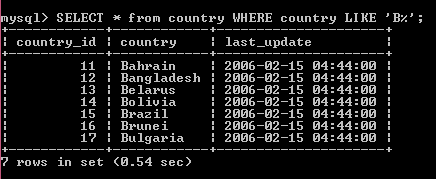 mysql> SELECT * from country WHERE country LIKE 'B%';
+------------+------------+---------------------+
| country_id | country    | last_update         |
+------------+------------+---------------------+
|         11 | Bahrain    | 2006-02-15 04:44:00 |
|         12 | Bangladesh | 2006-02-15 04:44:00 |
|         13 | Belarus    | 2006-02-15 04:44:00 |
|         14 | Bolivia    | 2006-02-15 04:44:00 |
|         15 | Brazil     | 2006-02-15 04:44:00 |
|         16 | Brunei     | 2006-02-15 04:44:00 |
|         17 | Bulgaria   | 2006-02-15 04:44:00 |
+------------+------------+---------------------+
7 rows in set (0.54 sec)